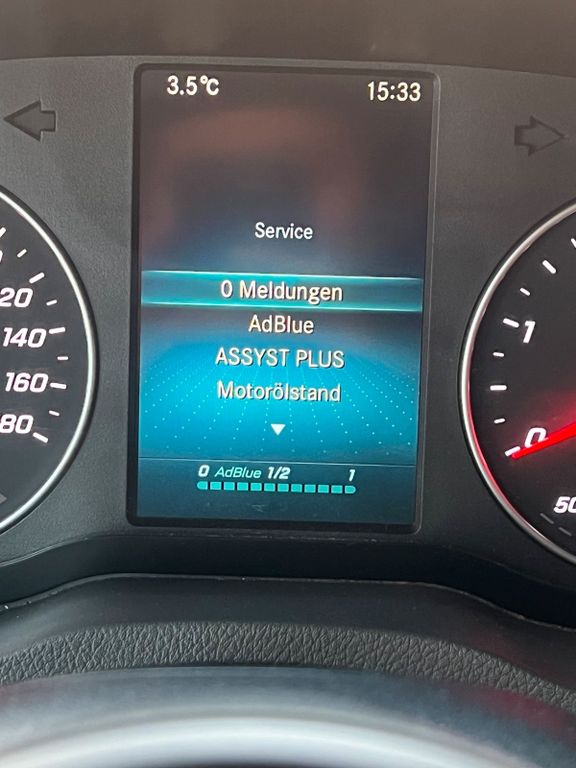 3.5°C
15:33
Service
0 Meldungen
AdBlue
ASSYST PLUS
Motorölstand
0 AdBlue 1/2 1
20
140
160
80
1
0
50